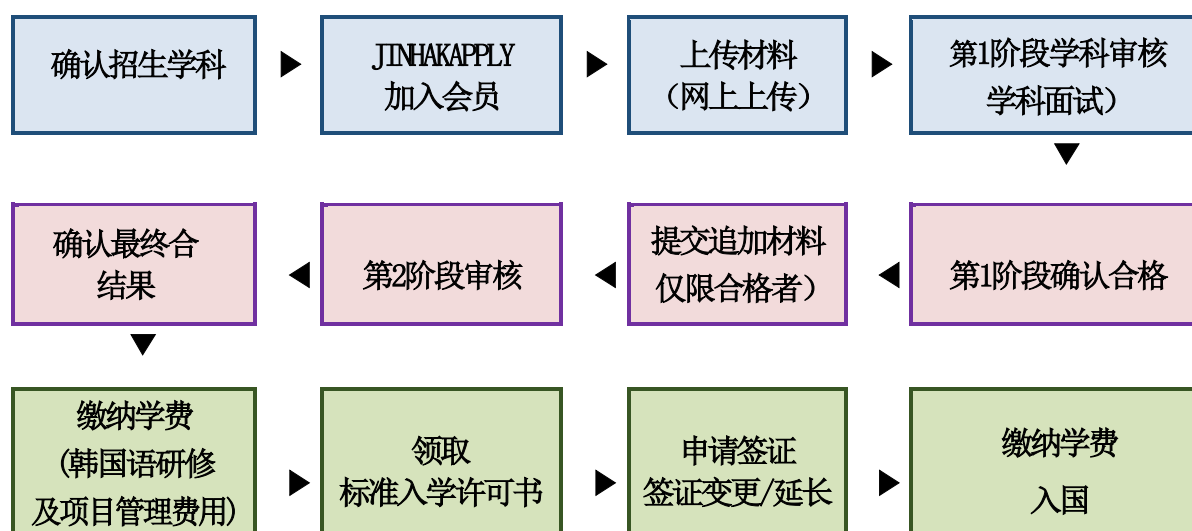 确认招生学科
JINHAKAPPLY
加入会员
上传材料
（网上上传）
第1阶段学科审核
学科面试）
确认最终合
结果
第2阶段审核
提交追加材料
仅限合格者）
第1阶段确认合格
缴纳学费
(韩国语研修
及项目管理费用)
领取
标准入学许可书
申请签证
签证变更/延长
缴纳学费
入国